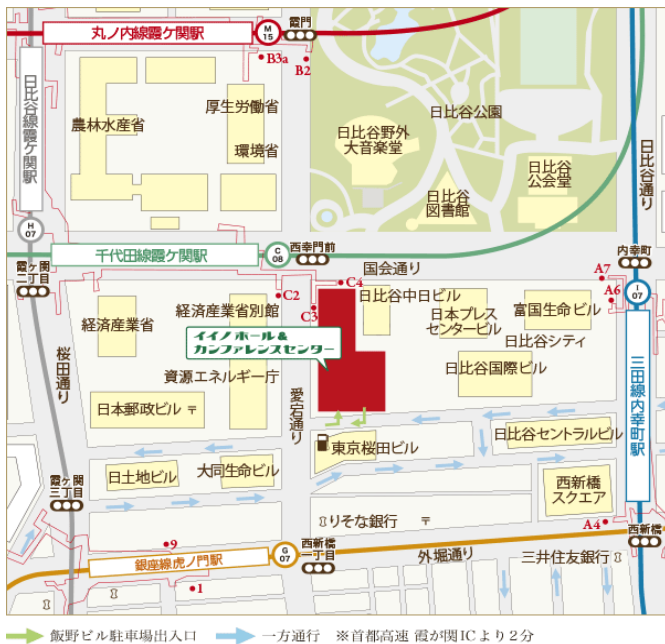 丸ノ内線霞ケ関駅
M
15
霞門
B3a
B2
日比谷線霞ケ関駅
農林水産省
厚生労働省
環境省
日比谷公園
日比谷野外
大音楽堂
日比谷
公会堂
日比谷
図書館
日比谷通り
H
07
霞ヶ関
二丁目
千代田線霞ケ関駅
C
08
西幸門前
国会通り
内幸町
A7
A6
I
07
C2
C4
C3
経済産業省
経済産業省別館
日比谷中日ビル
日本プレス
センタービル
富国生命ビル
日比谷シティ
イイノ ホール &
カンファレンスセンター
桜田通り
資源エネルギー庁
愛宕通り
日比谷国際ビル
三田線内幸町駅
日本郵政ビル 〒
東京桜田ビル
日比谷セントラルビル
日土地ビル
大同生命ビル
霞ヶ関
三丁目
西新橋
スクエア
りそな銀行
〒
A4
西新橋
9
銀座線虎ノ門駅
G
07
西新橋
一丁目
外堀通り
三井住友銀行
1
飯野ビル駐車場出入口
一方通行
※首都高速 霞が関ICより2分